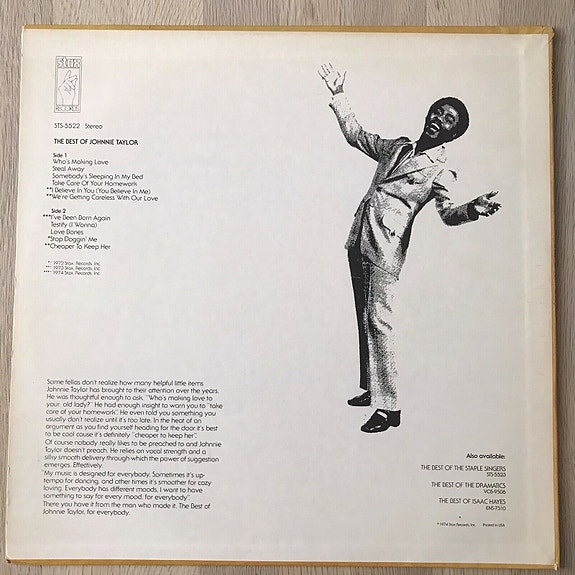 stax
RECORDS
STS-5522 Stereo
THE BEST OF JOHNNIE TAYLOR
Side 1
Who's Making Love
Steal Away
Somebody's Sleeping In My Bed
Take Care Of Your Homework
**I Believe In You (You Believe In Me)
**We're Getting Careless With Our Love
Side 2
***I've Been Born Again
Testify (I Wonna)
Love Bones
*Stop Doggin' Me
**Cheaper To Keep Her
*℗ 1972 Stax Records, Inc.
**℗ 1973 Stax Records, Inc.
***℗ 1974 Stax Records, Inc.
Some fellas don't realize how many helpful little items
Johnnie Taylor has brought to their attention over the years.
He was thoughtful enough to ask, "Who's making love to
your old lady?" He had enough insight to warn you to "take
care of your homework". He even told you something you
usually don't realize until it's too late: In the heat of an
argument as you find yourself heading for the door it's best
to be cool cause it's definitely "cheaper to keep her".
Of course nobody really likes to be preached to and Johnnie
Taylor doesn't preach. He relies on vocal strength and a
silky smooth delivery through which the power of suggestion
emerges. Effectively.
"My music is designed for everybody. Sometimes it's up-
tempo for dancing, and other times it's smoother for cozy
loving. Everybody has different moods, I want to have
something to say for every mood, for everybody".
There you have it from the man who made it. The Best of
Johnnie Taylor, for everybody.
Also available:
THE BEST OF THE STAPLE SINGERS
STS-5523
THE BEST OF THE DRAMATICS
VOS-9506
THE BEST OF ISAAC HAYES
ENS-7510
℗ 1974 Stax Records, Inc. Printed in USA